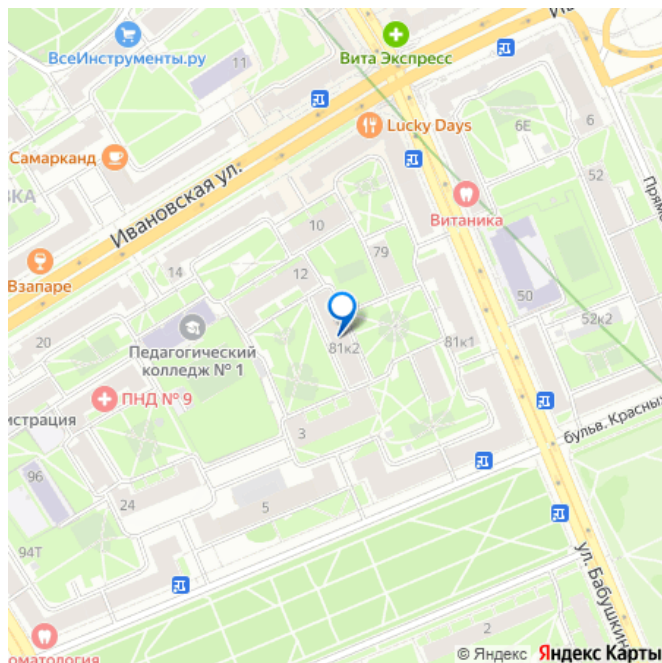 ВсеИнструменты.ру
11
Вита Экспресс
Lucky Days
6Е
6
Самарканд
52
Ивановская ул.
Витаника
10
79
Взапаре
14
12
50
20
Педагогический
колледж № 1
81к2
81к1
52к2
ПНД № 9
бульв. Красных
истрация
3
96
24
5
94Т
ул. Бабушкин
2
оматология
© Яндекс Яндекс Карты